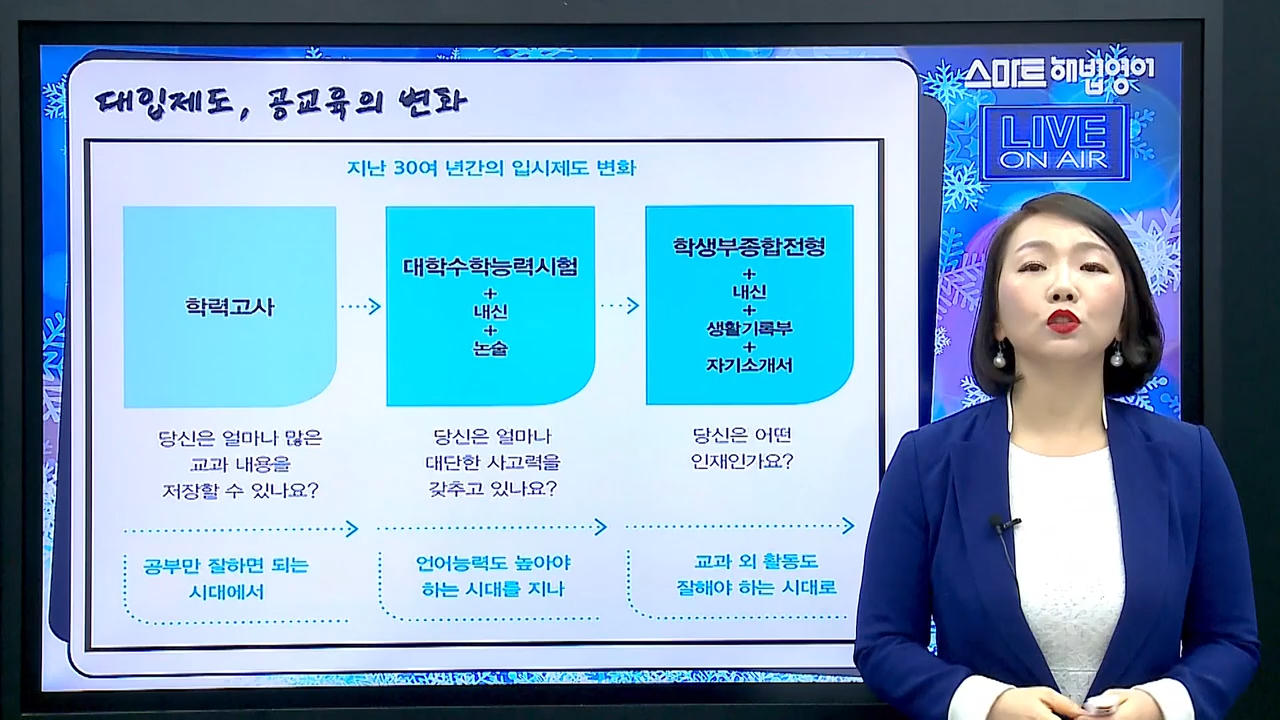 대입제도, 공교육의 변화
스마트해법영어
LIVE
ON AIR
지난 30여 년간의 입시제도 변화
학력고사
대학수학능력시험
+
내신
+
논술
학생부종합전형
+
내신
+
생활기록부
+
자기소개서
당신은 얼마나 많은
교과 내용을
저장할 수 있나요?
당신은 얼마나
대단한 사고력을
갖추고 있나요?
당신은 어떤
인재인가요?
공부만 잘하면 되는
시대에서
언어능력도 높아야
하는 시대를 지나
교과 외 활동도
잘해야 하는 시대로